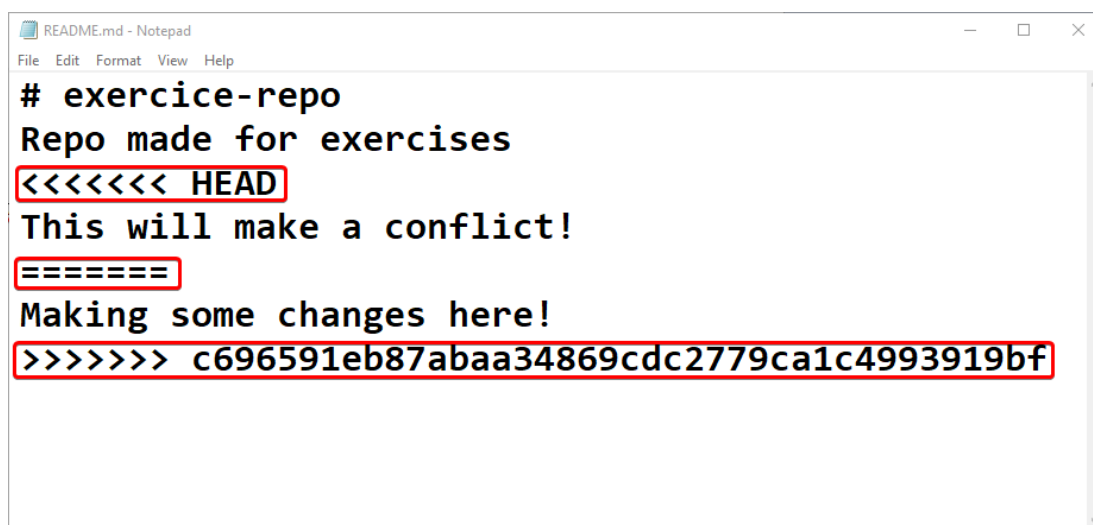 README.md - Notepad
File Edit Format View Help
# exercice-repo
Repo made for exercises
<<<<<<< HEAD
This will make a conflict!
=======
Making some changes here!
>>>>>>> c696591eb87abaa34869cdc2779ca1c4993919bf